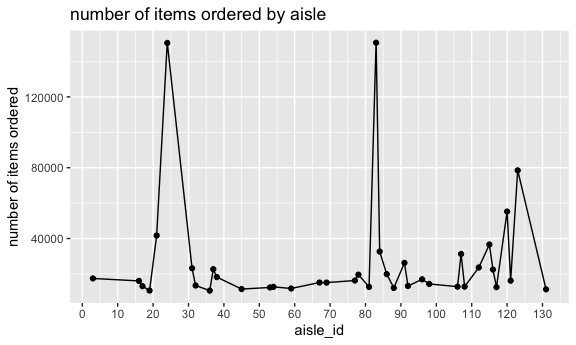 number of items ordered by aisle
number of items ordered
120000
80000
40000
0 10 20 30 40 50 60 70 80 90 100 110 120 130
aisle_id